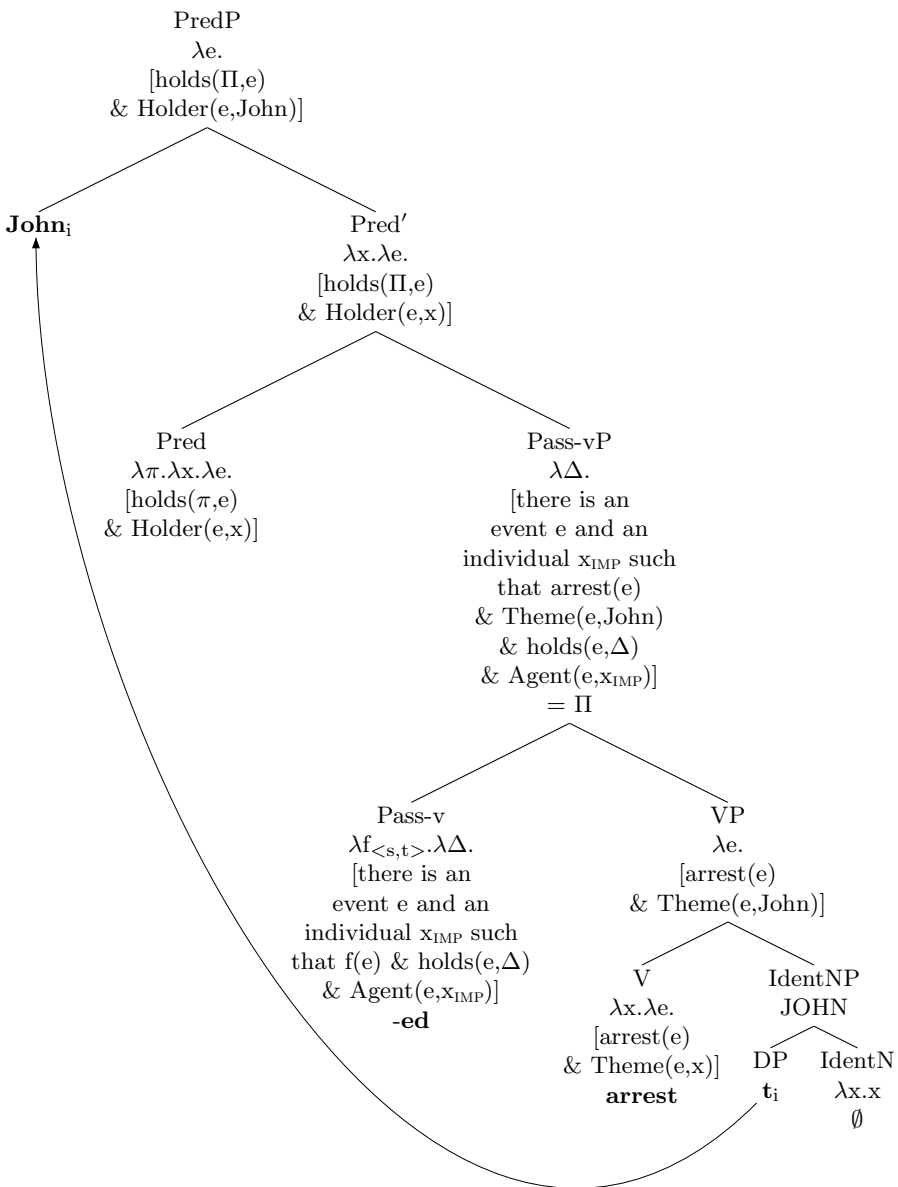 PredP
λe.
[holds(Π,e)
& Holder(e,John)]
John_i
Pred′
λx.λe.
[holds(Π,e)
& Holder(e,x)]
Pred
λπ.λx.λe.
[holds(π,e)
& Holder(e,x)]
Pass-vP
λΔ.
[there is an
event e and an
individual x_IMP such
that arrest(e)
& Theme(e,John)
& holds(e,Δ)
& Agent(e,x_IMP)]
= Π
Pass-v
λf_<s,t>.λΔ.
[there is an
event e and an
individual x_IMP such
that f(e) & holds(e,Δ)
& Agent(e,x_IMP)]
-ed
VP
λe.
[arrest(e)
& Theme(e,John)]
V
λx.λe.
[arrest(e)
& Theme(e,x)]
arrest
IdentNP
JOHN
DP
t_i
IdentN
λx.x
∅